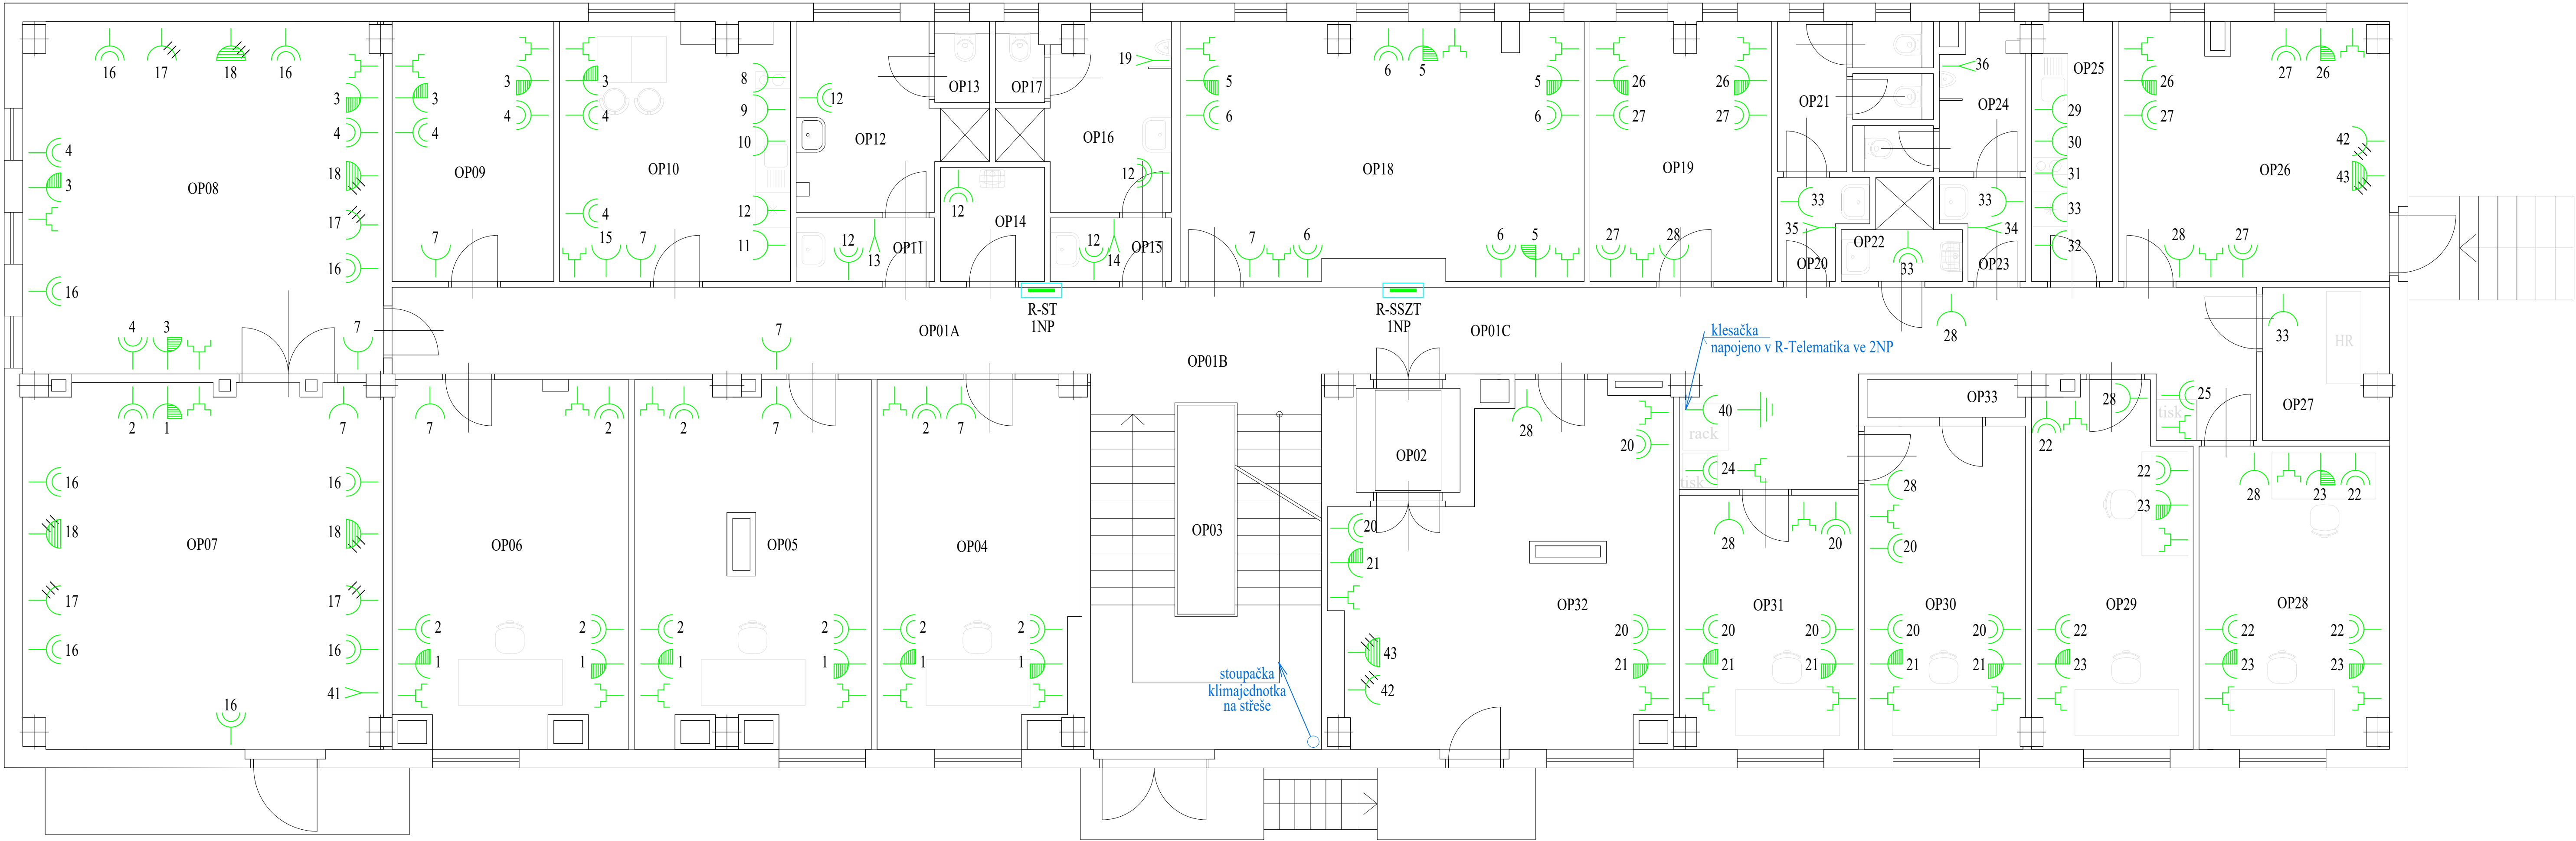 16 17 18 16
3
4
18
17
16
4
3
16
OP08
4 3 7
3
4
3
4
OP09
7
3
4
OP10
4
15 7
8
9
10
12
11
12
OP12
OP13
OP17
12
13
OP11
12
OP14
19
OP16
12
12
14
OP15
5
6
6 5
5
6
OP18
7 6
6 5
26
27
26
27
OP19
27 28
OP21
33
35
OP20
OP22
33
36
OP24
33
34
OP23
OP25
29
30
31
33
32
26
27
27 26
42
43
OP26
28 27
R-ST
1NP
R-SSZT
1NP
OP01A
7
OP01B
OP01C
klesačka
napojeno v R-Telematika ve 2NP
28
33
HR
OP27
2 1 7
16
18
17
16
16
18
17
16
41
16
OP07
7 2
OP06
2
1
2
1
2 7
OP05
2
1
2
1
2 7
OP04
2
1
2
1
OP03
stoupačka
klimajednotka
na střeše
OP02
28
20
20
21
43
42
OP32
20
21
40
rack
24
tisk
28 20
OP31
20
21
20
21
OP33
28
20
OP30
20
21
20
21
22
28
22
23
OP29
22
23
tisk
25
28 23 22
OP28
22
23
22
23